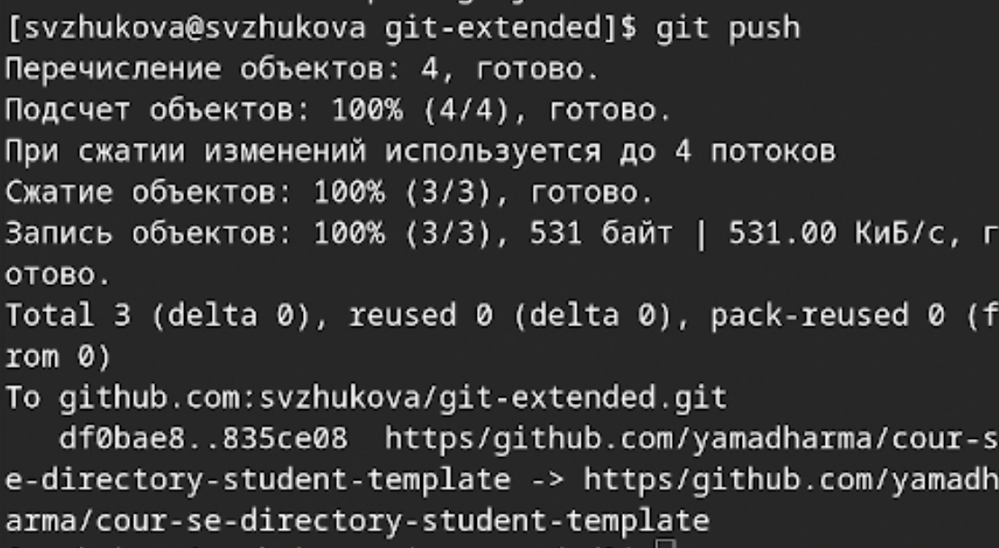 [svzhukova@svzhukova git-extended]$ git push
Перечисление объектов: 4, готово.
Подсчет объектов: 100% (4/4), готово.
При сжатии изменений используется до 4 потоков
Сжатие объектов: 100% (3/3), готово.
Запись объектов: 100% (3/3), 531 байт | 531.00 КиБ/с, г
отово.
Total 3 (delta 0), reused 0 (delta 0), pack-reused 0 (f
rom 0)
To github.com:svzhukova/git-extended.git
   df0bae8..835ce08  https/github.com/yamadharma/cour-s
e-directory-student-template -> https/github.com/yamadh
arma/cour-se-directory-student-template